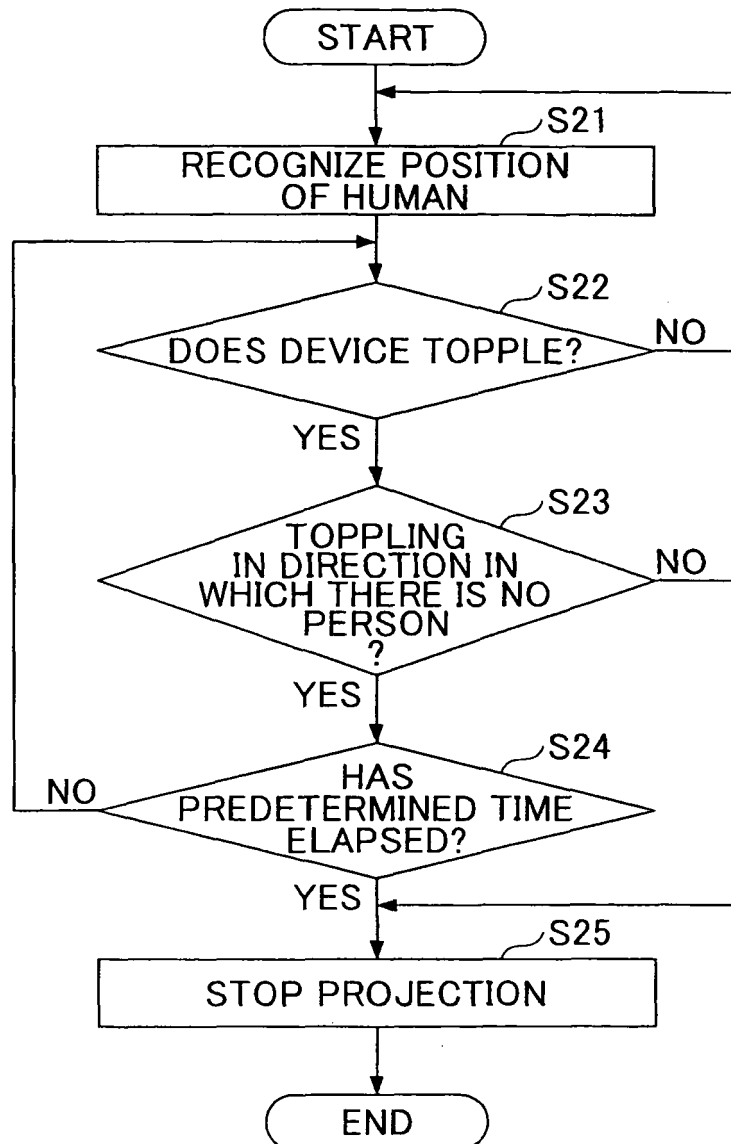 START
S21
RECOGNIZE POSITION
OF HUMAN
S22
DOES DEVICE TOPPLE?
NO
YES
S23
TOPPLING
IN DIRECTION IN
WHICH THERE IS NO
PERSON
?
NO
YES
S24
HAS
PREDETERMINED TIME
ELAPSED?
NO
YES
S25
STOP PROJECTION
END